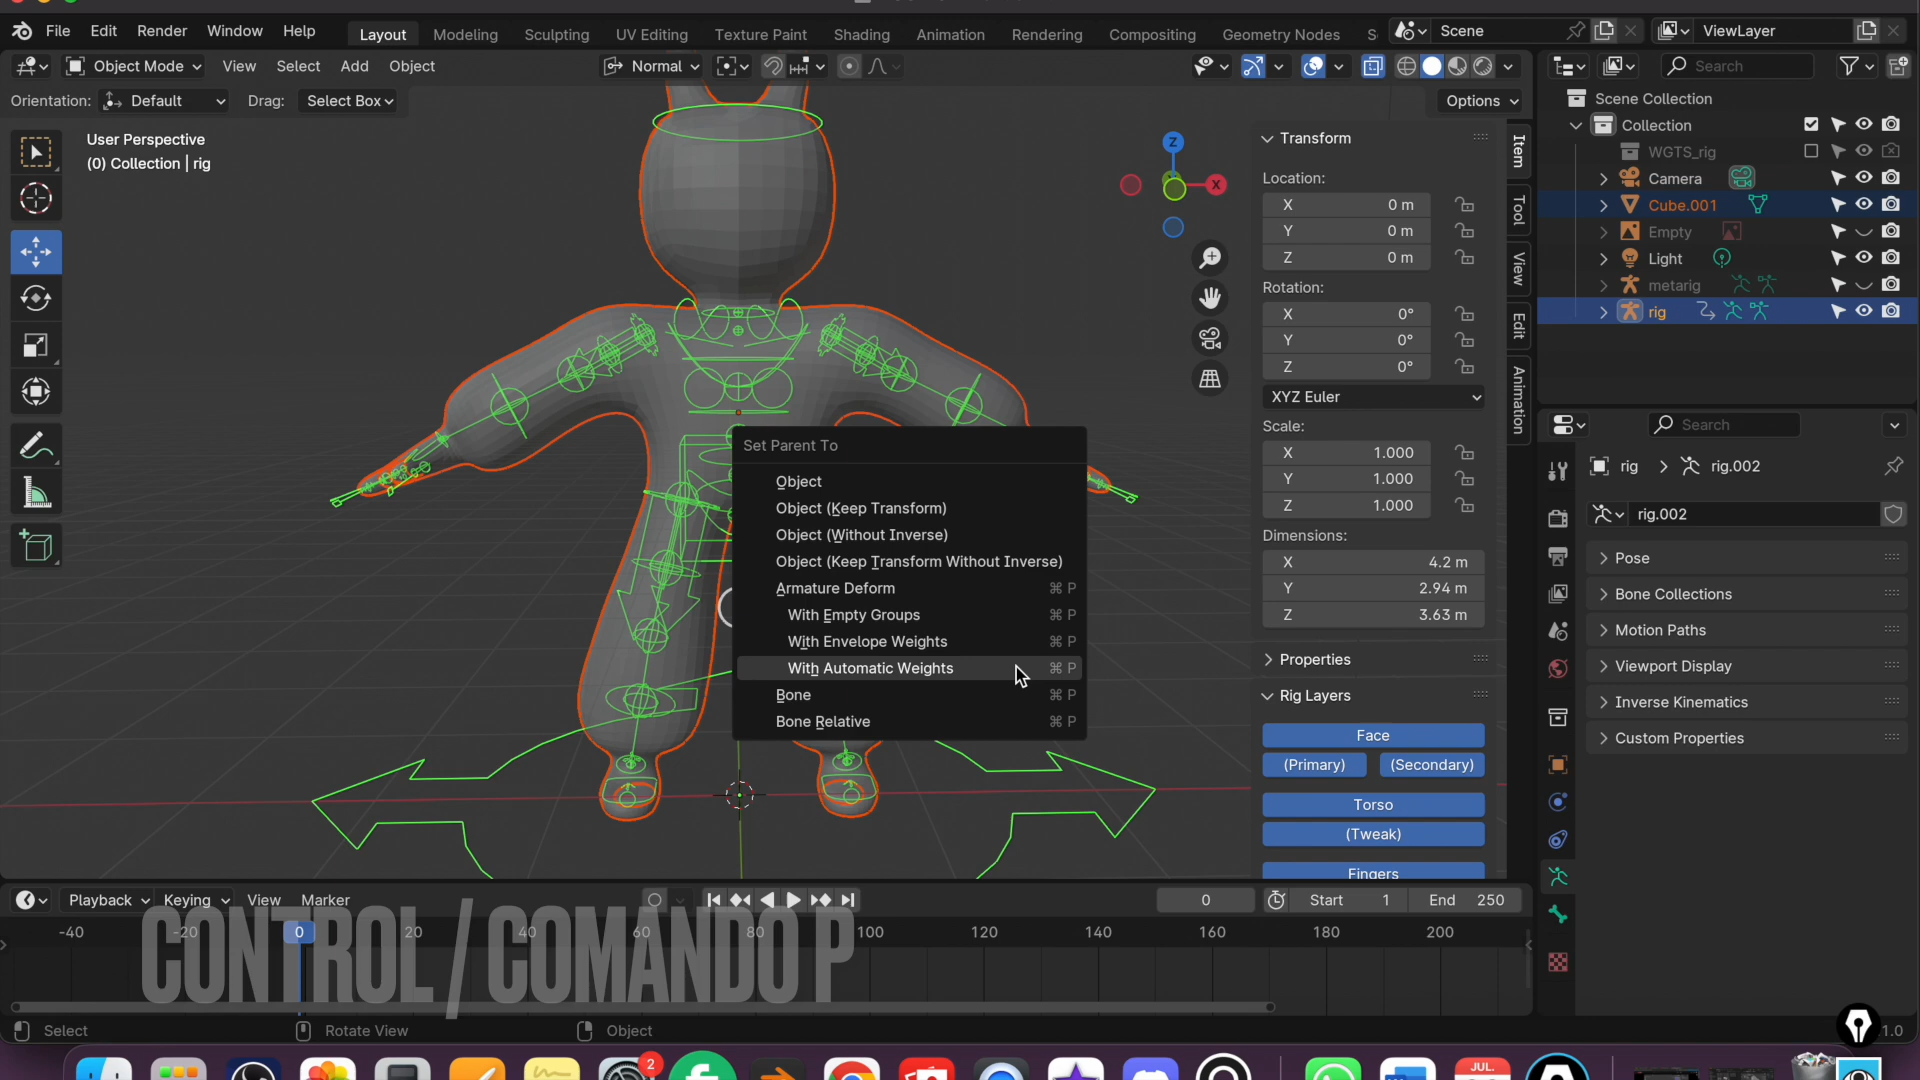 File Edit Render Window Help Layout Modeling Sculpting UV Editing Texture Paint Shading Animation Rendering Compositing Geometry Nodes Scene ViewLayer
Object Mode View Select Add Object Normal Search
Orientation: Default Drag: Select Box Options
User Perspective
(0) Collection | rig
Z
X
Transform
Location:
X 0 m
Y 0 m
Z 0 m
Rotation:
X 0°
Y 0°
Z 0°
XYZ Euler
Scale:
X 1.000
Y 1.000
Z 1.000
Dimensions:
X 4.2 m
Y 2.94 m
Z 3.63 m
Properties
Rig Layers
Face
(Primary) (Secondary)
Torso
(Tweak)
Fingers
Item
Tool
View
Edit
Animation
Set Parent To
Object
Object (Keep Transform)
Object (Without Inverse)
Object (Keep Transform Without Inverse)
Armature Deform ⌘ P
With Empty Groups ⌘ P
With Envelope Weights ⌘ P
With Automatic Weights ⌘ P
Bone ⌘ P
Bone Relative ⌘ P
Scene Collection
Collection
WGTS_rig
Camera
Cube.001
Empty
Light
metarig
rig
Search
rig rig.002
rig.002
Pose
Bone Collections
Motion Paths
Viewport Display
Inverse Kinematics
Custom Properties
Playback Keying View Marker 0 Start 1 End 250
-40 -20 0 20 40 60 80 100 120 140 160 180 200
CONTROL / COMANDO P
Select Rotate View Object
2
JUL.